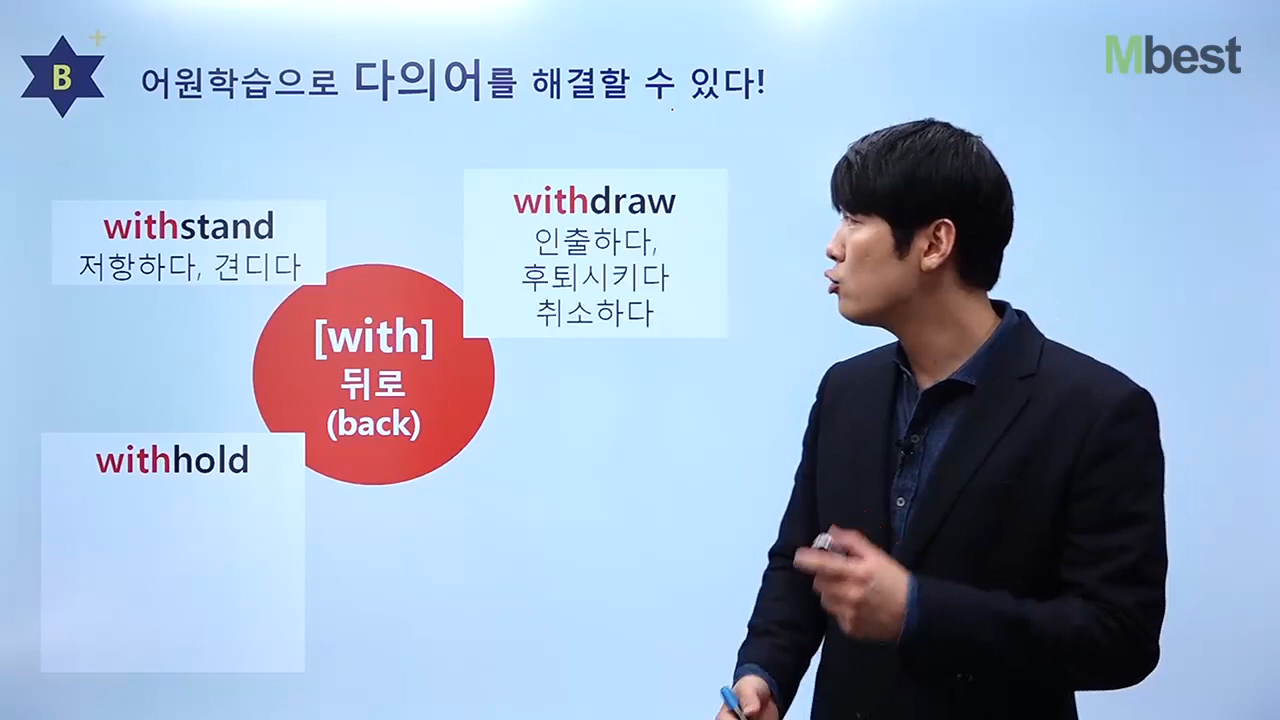 B
어원학습으로 다의어를 해결할 수 있다!
Mbest
withstand
저항하다, 견디다
withdraw
인출하다,
후퇴시키다
취소하다
[with]
뒤로
(back)
withhold